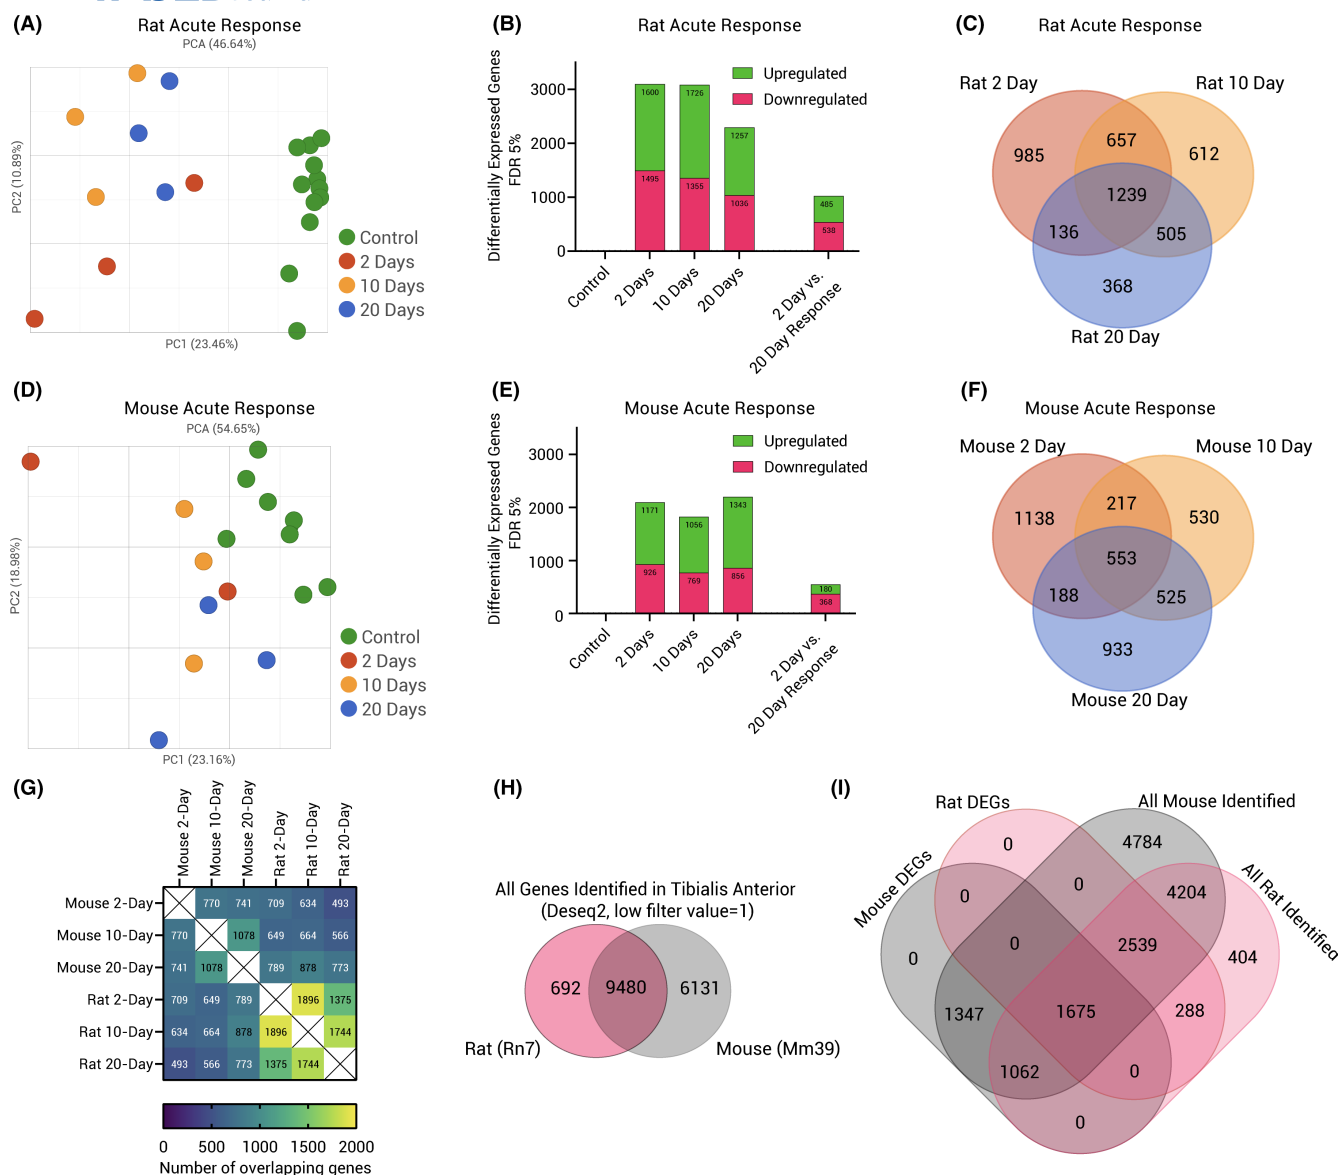 (A)
Rat Acute Response
PCA (46.64%)
PC2 (10.89%)
PC1 (23.46%)
Control
2 Days
10 Days
20 Days
(B)
Rat Acute Response
Differentially Expressed Genes
FDR 5%
Upregulated
Downregulated
3000
2000
1000
0
1600
1495
1726
1355
1257
1036
485
538
Control
2 Days
10 Days
20 Days
2 Day vs.
20 Day Response
(C)
Rat Acute Response
Rat 2 Day
Rat 10 Day
985
657
612
1239
136
505
368
Rat 20 Day
(D)
Mouse Acute Response
PCA (54.65%)
PC2 (18.98%)
PC1 (23.16%)
Control
2 Days
10 Days
20 Days
(E)
Mouse Acute Response
Differentially Expressed Genes
FDR 5%
Upregulated
Downregulated
3000
2000
1000
0
1171
926
1056
769
1343
856
180
368
Control
2 Days
10 Days
20 Days
2 Day vs.
20 Day Response
(F)
Mouse Acute Response
Mouse 2 Day
Mouse 10 Day
1138
217
530
553
188
525
933
Mouse 20 Day
(G)
Mouse 2-Day
Mouse 10-Day
Mouse 20-Day
Rat 2-Day
Rat 10-Day
Rat 20-Day
Mouse 2-Day 770 741 709 634 493
Mouse 10-Day 770 1078 649 664 566
Mouse 20-Day 741 1078 789 878 773
Rat 2-Day 709 649 789 1896 1375
Rat 10-Day 634 664 878 1896 1744
Rat 20-Day 493 566 773 1375 1744
0 500 1000 1500 2000
Number of overlapping genes
(H)
All Genes Identified in Tibialis Anterior
(Deseq2, low filter value=1)
692 9480 6131
Rat (Rn7)
Mouse (Mm39)
(I)
Rat DEGs
All Mouse Identified
Mouse DEGs
All Rat Identified
0
4784
0
0
4204
0
2539
0
404
1347
1675
288
1062
0
0